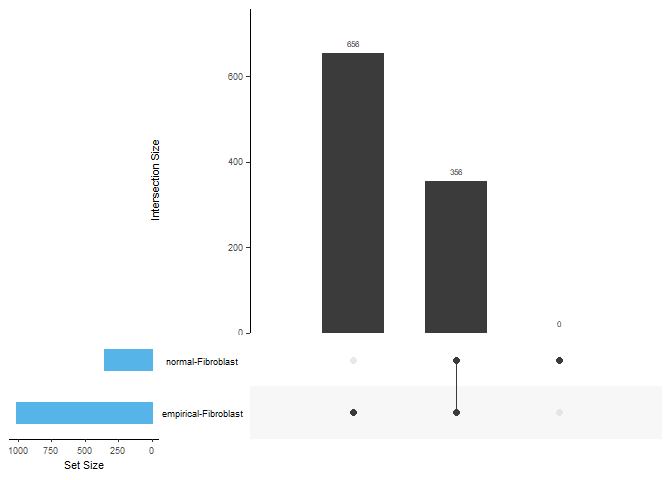 656
600
356
400
Intersection Size
200
0
0
normal-Fibroblast
empirical-Fibroblast
1000 750 500 250 0
Set Size